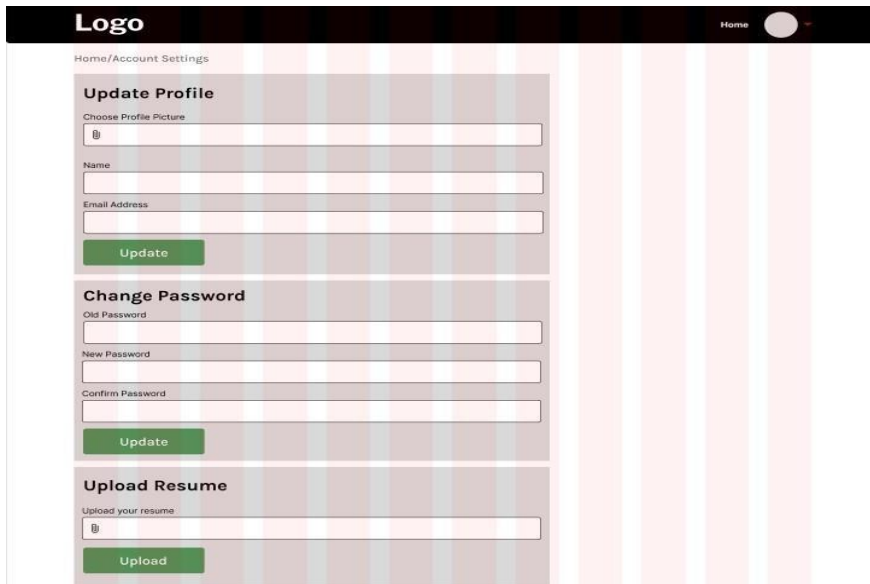 Logo
Home
Home/Account Settings
Update Profile
Choose Profile Picture
Name
Email Address
Update
Change Password
Old Password
New Password
Confirm Password
Update
Upload Resume
Upload your resume
Upload